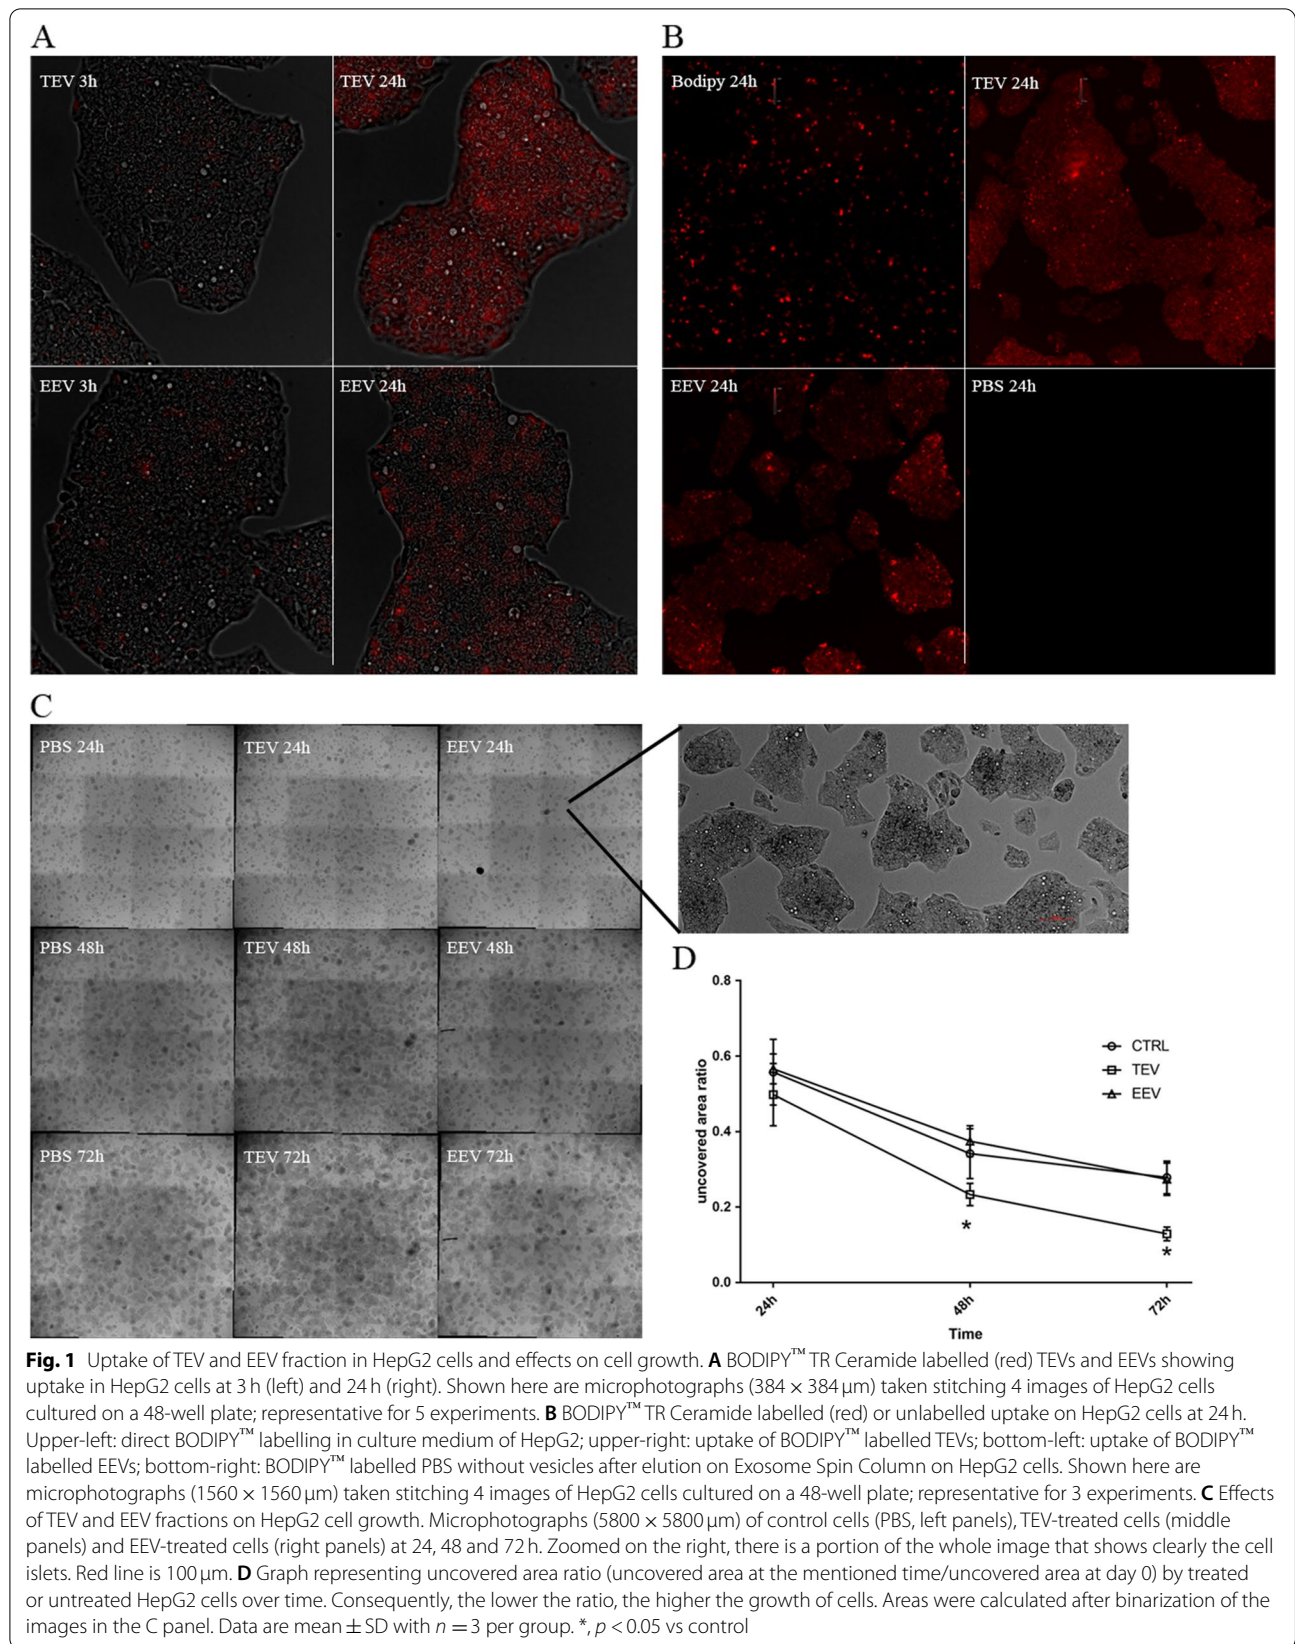 A
B
TEV 3h
TEV 24h
EEV 3h
EEV 24h
Bodipy 24h
TEV 24h
EEV 24h
PBS 24h
C
PBS 24h
TEV 24h
EEV 24h
PBS 48h
TEV 48h
EEV 48h
PBS 72h
TEV 72h
EEV 72h
D
0.8
0.6
0.4
0.2
0.0
uncovered area ratio
CTRL
TEV
EEV
*
*
24h
48h
72h
Time
Fig. 1 Uptake of TEV and EEV fraction in HepG2 cells and effects on cell growth. A BODIPY™ TR Ceramide labelled (red) TEVs and EEVs showing
uptake in HepG2 cells at 3 h (left) and 24 h (right). Shown here are microphotographs (384 × 384 μm) taken stitching 4 images of HepG2 cells
cultured on a 48-well plate; representative for 5 experiments. B BODIPY™ TR Ceramide labelled (red) or unlabelled uptake on HepG2 cells at 24 h.
Upper-left: direct BODIPY™ labelling in culture medium of HepG2; upper-right: uptake of BODIPY™ labelled TEVs; bottom-left: uptake of BODIPY™
labelled EEVs; bottom-right: BODIPY™ labelled PBS without vesicles after elution on Exosome Spin Column on HepG2 cells. Shown here are
microphotographs (1560 × 1560 μm) taken stitching 4 images of HepG2 cells cultured on a 48-well plate; representative for 3 experiments. C Effects
of TEV and EEV fractions on HepG2 cell growth. Microphotographs (5800 × 5800 μm) of control cells (PBS, left panels), TEV-treated cells (middle
panels) and EEV-treated cells (right panels) at 24, 48 and 72 h. Zoomed on the right, there is a portion of the whole image that shows clearly the cell
islets. Red line is 100 μm. D Graph representing uncovered area ratio (uncovered area at the mentioned time/uncovered area at day 0) by treated
or untreated HepG2 cells over time. Consequently, the lower the ratio, the higher the growth of cells. Areas were calculated after binarization of the
images in the C panel. Data are mean ± SD with n = 3 per group. *, p < 0.05 vs control